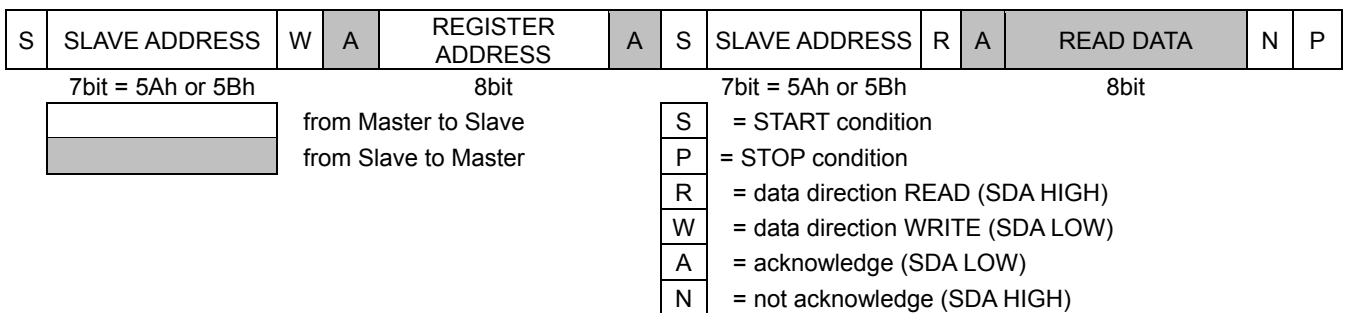 S SLAVE ADDRESS W A REGISTER ADDRESS A S SLAVE ADDRESS R A READ DATA N P
7bit = 5Ah or 5Bh 8bit 7bit = 5Ah or 5Bh 8bit
from Master to Slave S = START condition
from Slave to Master P = STOP condition
R = data direction READ (SDA HIGH)
W = data direction WRITE (SDA LOW)
A = acknowledge (SDA LOW)
N = not acknowledge (SDA HIGH)